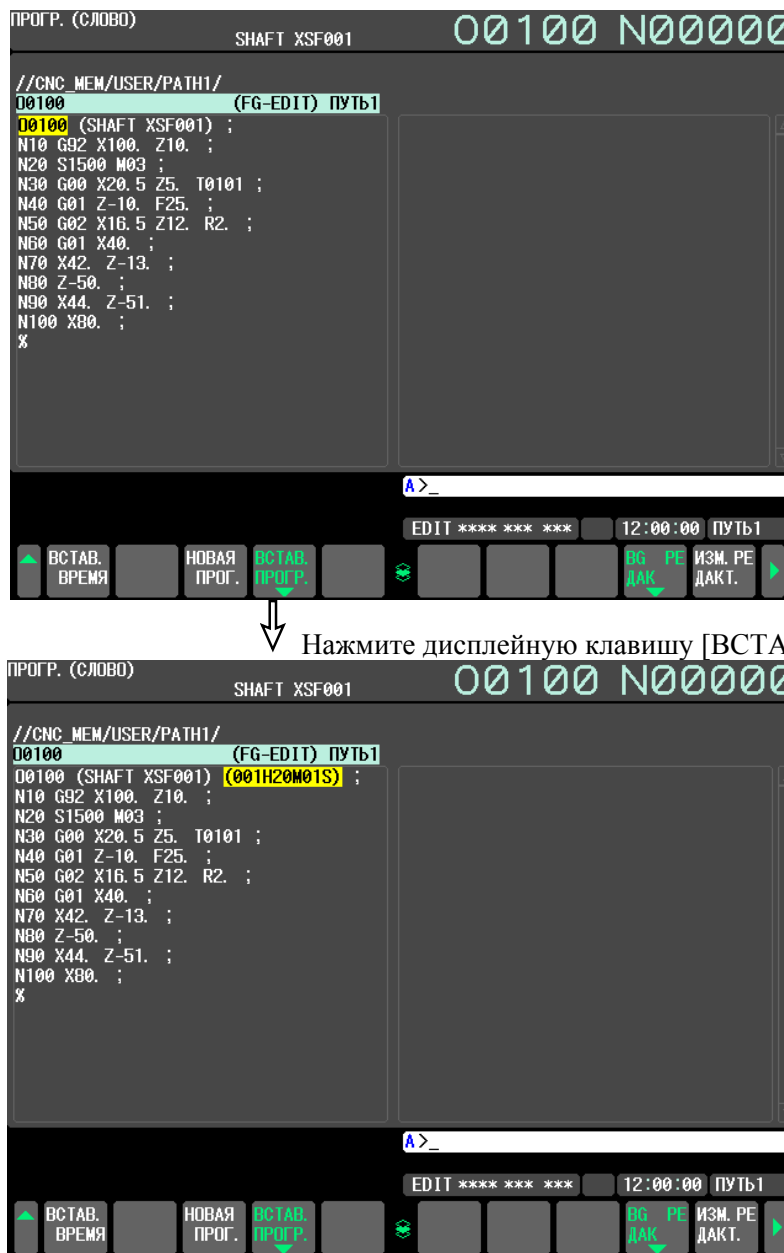 ПРОГР. (СЛОВО)
SHAFT XSF001
O0100 N00000
//CNC_MEM/USER/PATH1/
O0100 (FG-EDIT) ПУТЬ1
O0100 (SHAFT XSF001) ;
N10 G92 X100. Z10. ;
N20 S1500 M03 ;
N30 G00 X20.5 Z5. T0101 ;
N40 G01 Z-10. F25. ;
N50 G02 X16.5 Z12. R2. ;
N60 G01 X40. ;
N70 X42. Z-13. ;
N80 Z-50. ;
N90 X44. Z-51. ;
N100 X80. ;
%
A>_
EDIT **** *** *** 12:00:00 ПУТЬ1
ВСТАВ. НОВАЯ ВСТАВ. BG РЕ ИЗМ. РЕ
ВРЕМЯ ПРОГ. ПРОГР. ДАК ДАКТ.
Нажмите дисплейную клавишу [ВСТА
ПРОГР. (СЛОВО)
SHAFT XSF001
O0100 N00000
//CNC_MEM/USER/PATH1/
O0100 (FG-EDIT) ПУТЬ1
O0100 (SHAFT XSF001) (001H20M01S) ;
N10 G92 X100. Z10. ;
N20 S1500 M03 ;
N30 G00 X20.5 Z5. T0101 ;
N40 G01 Z-10. F25. ;
N50 G02 X16.5 Z12. R2. ;
N60 G01 X40. ;
N70 X42. Z-13. ;
N80 Z-50. ;
N90 X44. Z-51. ;
N100 X80. ;
%
A>_
EDIT **** *** *** 12:00:00 ПУТЬ1
ВСТАВ. НОВАЯ ВСТАВ. BG РЕ ИЗМ. РЕ
ВРЕМЯ ПРОГ. ПРОГР. ДАК ДАКТ.